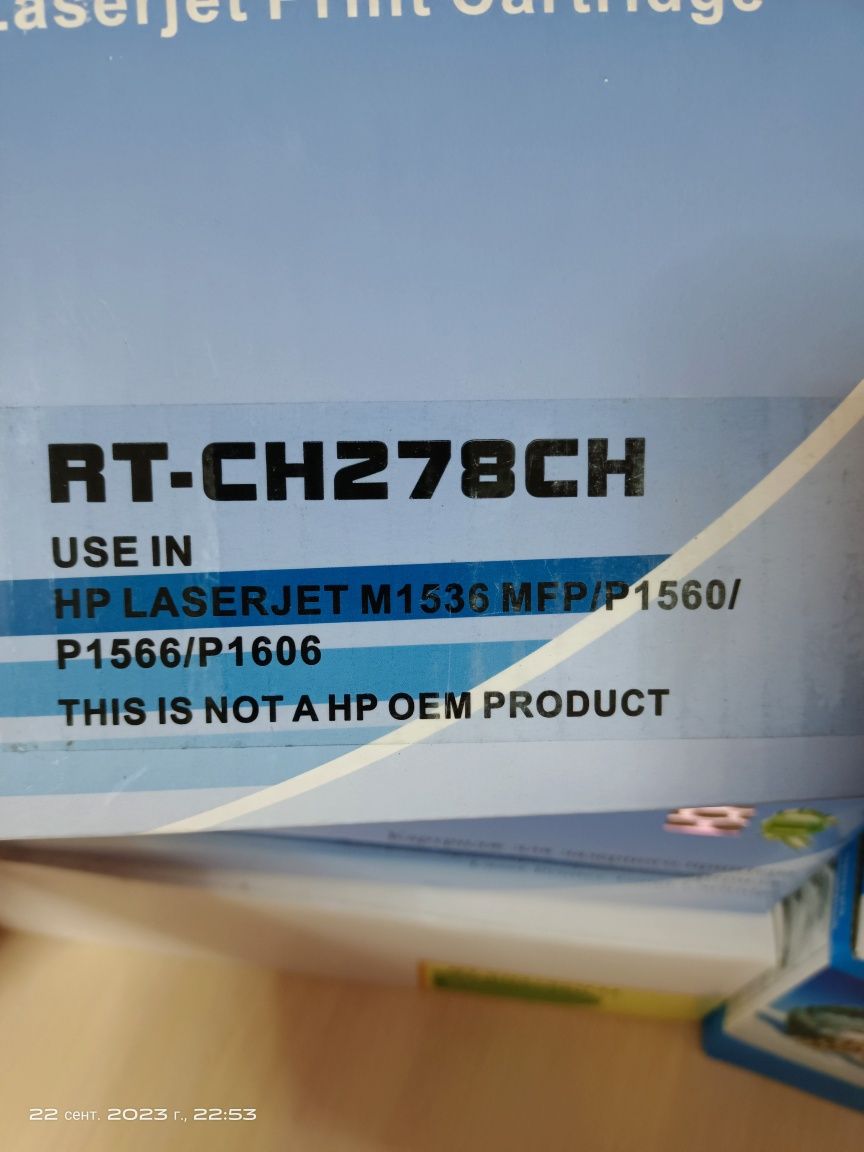 Laserjet Print Cartridge
RT-CH278CH
USE IN
HP LASERJET M1536 MFP/P1560/
P1566/P1606
THIS IS NOT A HP OEM PRODUCT
22 сент. 2023 г., 22:53